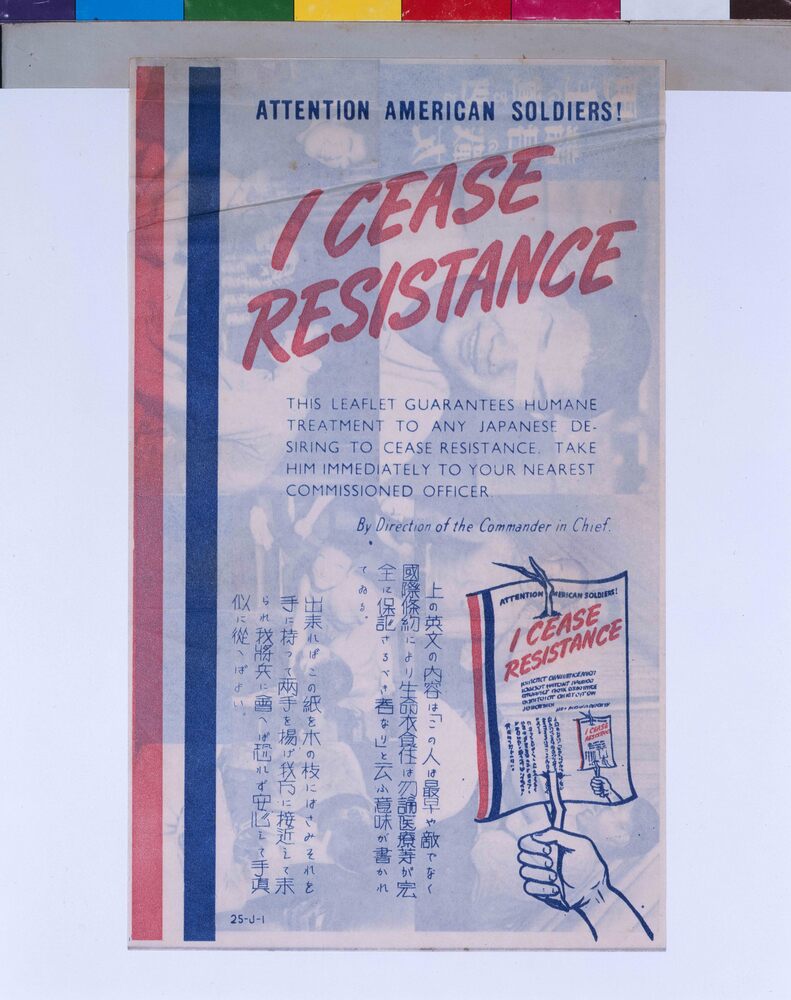 ATTENTION AMERICAN SOLDIERS!
I CEASE
RESISTANCE
THIS LEAFLET GUARANTEES HUMANE
TREATMENT TO ANY JAPANESE DE-
SIRING TO CEASE RESISTANCE. TAKE
HIM IMMEDIATELY TO YOUR NEAREST
COMMISSIONED OFFICER.
By Direction of the Commander in Chief.
上の英文の内容は「この人は最早や敵でなく
國際條約により生命衣食住は勿論医療等が完
全に保証さるべき者なり」と云ふ意味が書かれ
てゐる。
出来ればこの紙を木の枝にはさみそれを
手に持つて両手を揚げ我方に接近して来
られ我將兵に會へば恐れず安心して手真
似に從へばよい。
ATTENTION AMERICAN SOLDIERS!
I CEASE
RESISTANCE
I CEASE
RESISTANCE
25-J-1